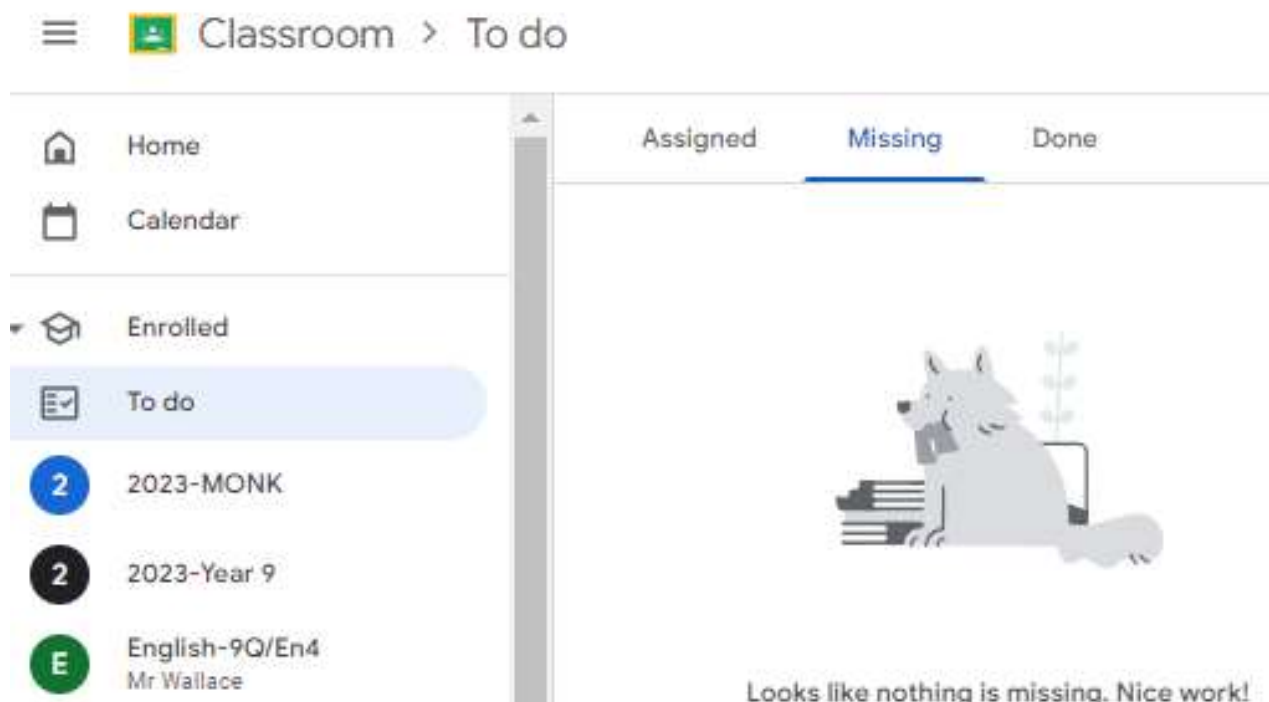 Classroom > To do
Home
Calendar
Enrolled
To do
2 2023-MONK
2 2023-Year 9
E English-9Q/En4
Mr Wallace
Assigned Missing Done
Looks like nothing is missing. Nice work!